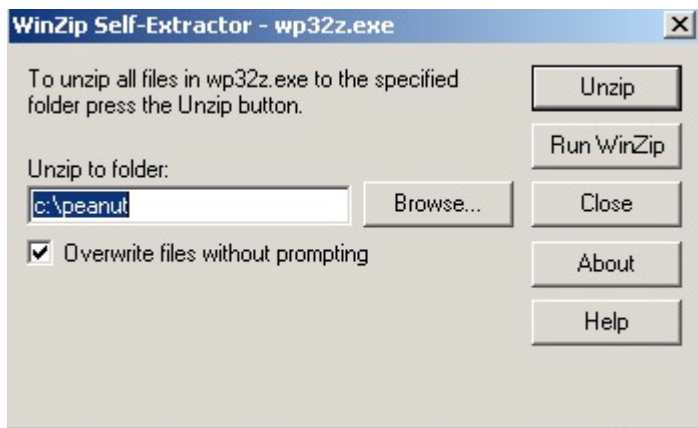 WinZip Self-Extractor - wp32z.exe
To unzip all files in wp32z.exe to the specified
folder press the Unzip button.
Unzip to folder:
c:\peanut
Browse...
Overwrite files without prompting
Unzip
Run WinZip
Close
About
Help